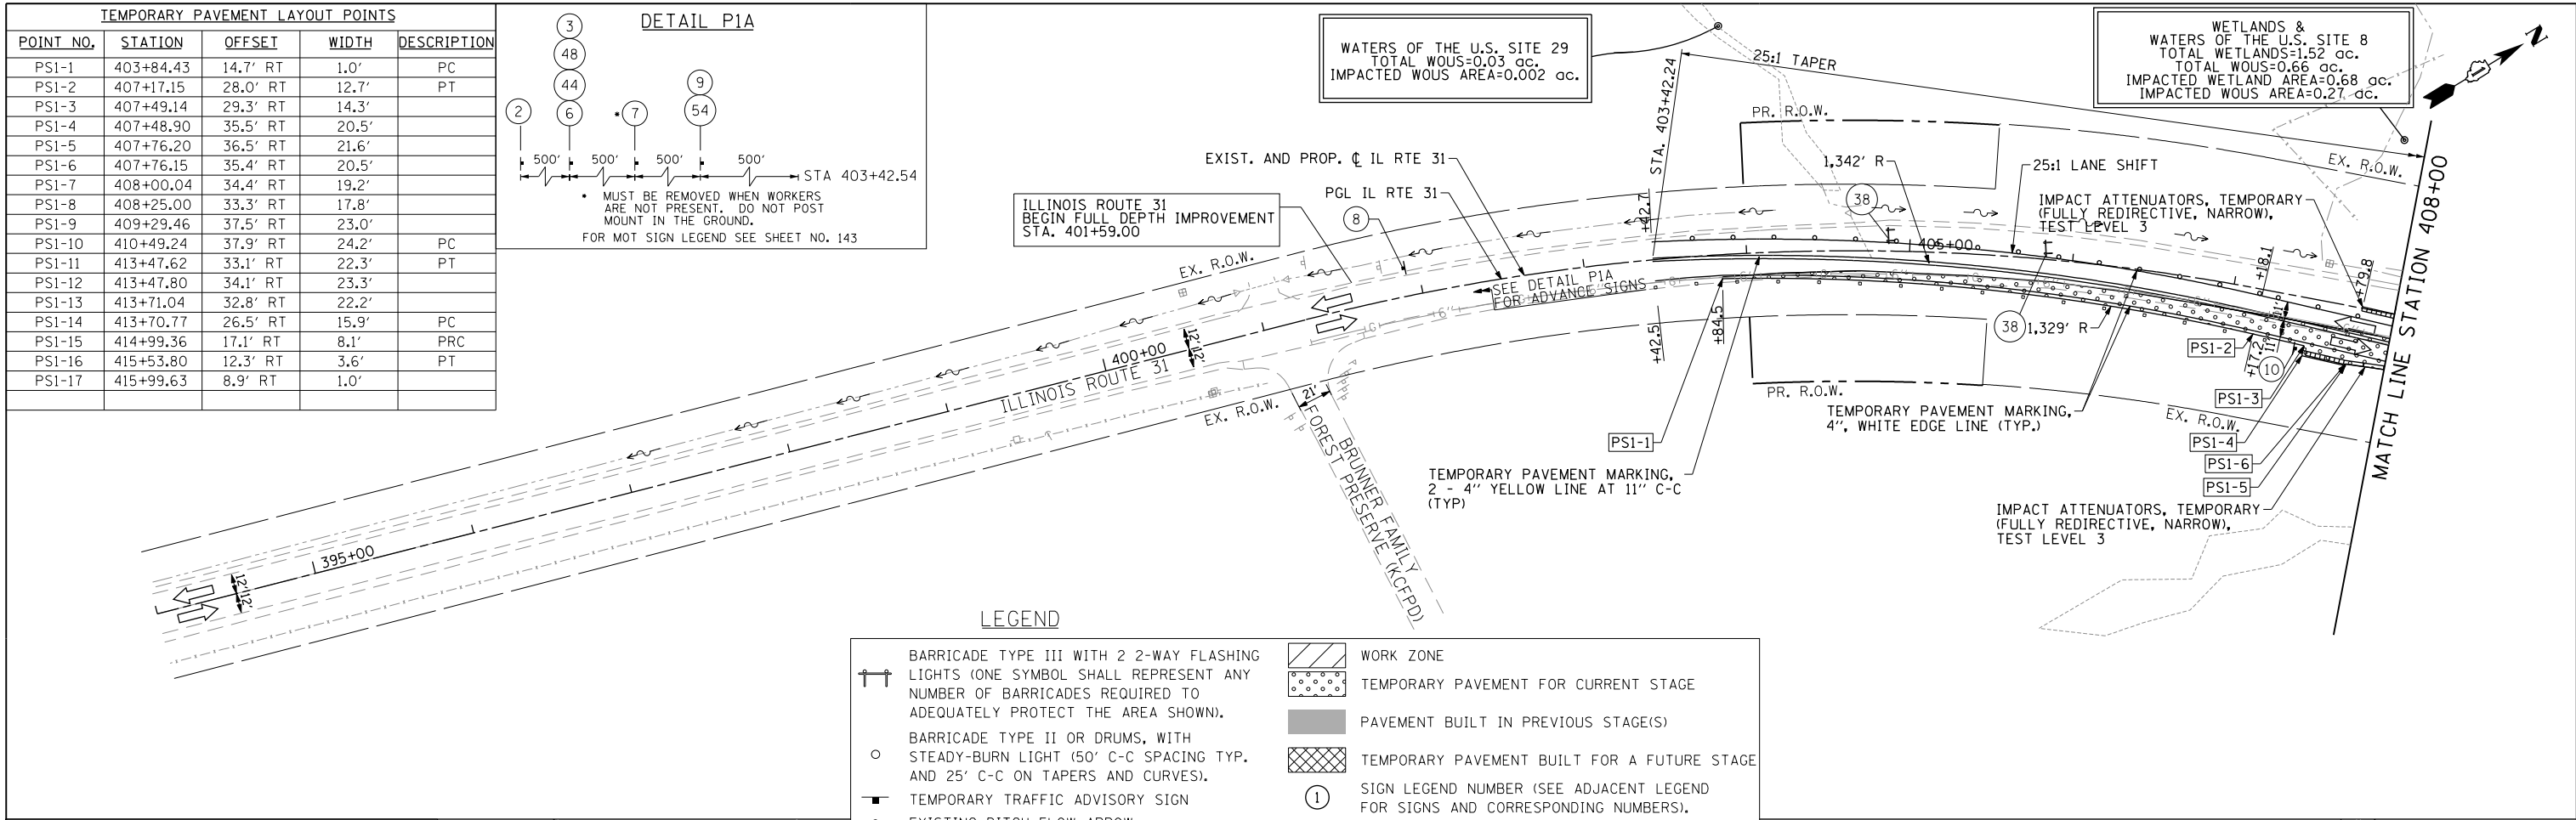 TEMPORARY PAVEMENT LAYOUT POINTS
POINT NO. STATION OFFSET WIDTH DESCRIPTION
PS1-1 403+84.43 14.7' RT 1.0' PC
PS1-2 407+17.15 28.0' RT 12.7' PT
PS1-3 407+49.14 29.3' RT 14.3'
PS1-4 407+48.90 35.5' RT 20.5'
PS1-5 407+76.20 36.5' RT 21.6'
PS1-6 407+76.15 35.4' RT 20.5'
PS1-7 408+00.04 34.4' RT 19.2'
PS1-8 408+25.00 33.3' RT 17.8'
PS1-9 409+29.46 37.5' RT 23.0'
PS1-10 410+49.24 37.9' RT 24.2' PC
PS1-11 413+47.62 33.1' RT 22.3' PT
PS1-12 413+47.80 34.1' RT 23.3'
PS1-13 413+71.04 32.8' RT 22.2'
PS1-14 413+70.77 26.5' RT 15.9' PC
PS1-15 414+99.36 17.1' RT 8.1' PRC
PS1-16 415+53.80 12.3' RT 3.6' PT
PS1-17 415+99.63 8.9' RT 1.0'
DETAIL P1A
3
48
44
9
2
6
* 7
54
500' 500' 500' 500'
STA 403+42.54
* MUST BE REMOVED WHEN WORKERS
ARE NOT PRESENT. DO NOT POST
MOUNT IN THE GROUND.
FOR MOT SIGN LEGEND SEE SHEET NO. 143
WATERS OF THE U.S. SITE 29
TOTAL WOUS=0.03 ac.
IMPACTED WOUS AREA=0.002 ac.
WETLANDS &
WATERS OF THE U.S. SITE 8
TOTAL WETLANDS=1.52 ac.
TOTAL WOUS=0.66 ac.
IMPACTED WETLAND AREA=0.68 ac.
IMPACTED WOUS AREA=0.27 ac.
N
25:1 TAPER
STA. 403+42.24
PR. R.O.W.
EX. R.O.W.
EXIST. AND PROP. ℄ IL RTE 31
PGL IL RTE 31
8
1,342' R
38
25:1 LANE SHIFT
IMPACT ATTENUATORS, TEMPORARY
(FULLY REDIRECTIVE, NARROW),
TEST LEVEL 3
ILLINOIS ROUTE 31
BEGIN FULL DEPTH IMPROVEMENT
STA. 401+59.00
EX. R.O.W.
+42.7
405+00
+18.1
+79.8
SEE DETAIL P1A
FOR ADVANCE SIGNS
+42.5
+84.5
38
1,329' R
11'
11'
+17.2
10
PS1-2
PS1-3
PS1-4
PS1-6
PS1-5
MATCH LINE STATION 408+00
12' 12'
400+00
ILLINOIS ROUTE 31
EX. R.O.W.
21'
BRUNNER FAMILY
FOREST PRESERVE (KCFPD)
PR. R.O.W.
EX. R.O.W.
TEMPORARY PAVEMENT MARKING,
4", WHITE EDGE LINE (TYP.)
PS1-1
TEMPORARY PAVEMENT MARKING,
2 - 4" YELLOW LINE AT 11" C-C
(TYP)
IMPACT ATTENUATORS, TEMPORARY
(FULLY REDIRECTIVE, NARROW),
TEST LEVEL 3
395+00
12' 12'
LEGEND
BARRICADE TYPE III WITH 2 2-WAY FLASHING
LIGHTS (ONE SYMBOL SHALL REPRESENT ANY
NUMBER OF BARRICADES REQUIRED TO
ADEQUATELY PROTECT THE AREA SHOWN).
BARRICADE TYPE II OR DRUMS, WITH
STEADY-BURN LIGHT (50' C-C SPACING TYP.
AND 25' C-C ON TAPERS AND CURVES).
TEMPORARY TRAFFIC ADVISORY SIGN
EXISTING DITCH FLOW ARROW
WORK ZONE
TEMPORARY PAVEMENT FOR CURRENT STAGE
PAVEMENT BUILT IN PREVIOUS STAGE(S)
TEMPORARY PAVEMENT BUILT FOR A FUTURE STAGE
1
SIGN LEGEND NUMBER (SEE ADJACENT LEGEND
FOR SIGNS AND CORRESPONDING NUMBERS).